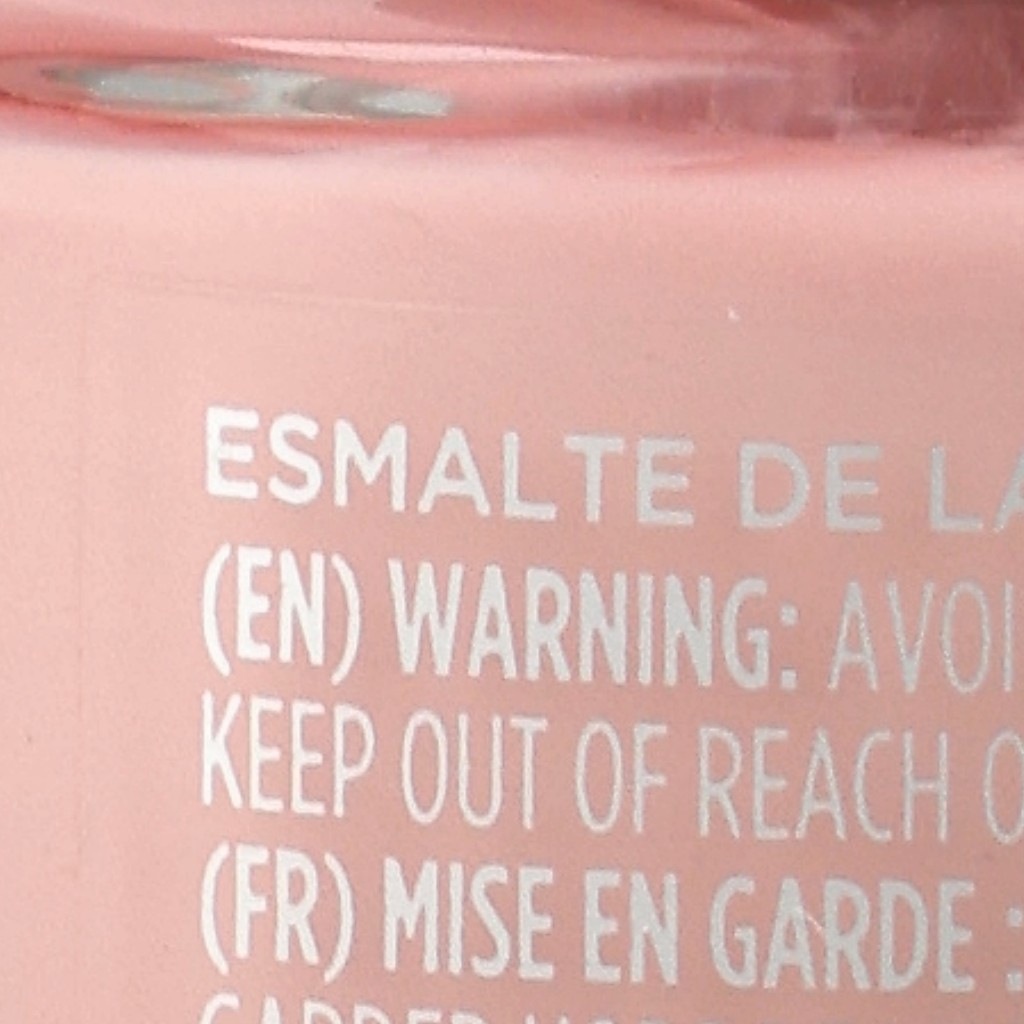 ESMALTE DE LA
(EN) WARNING: AVOI
KEEP OUT OF REACH O
(FR) MISE EN GARDE :